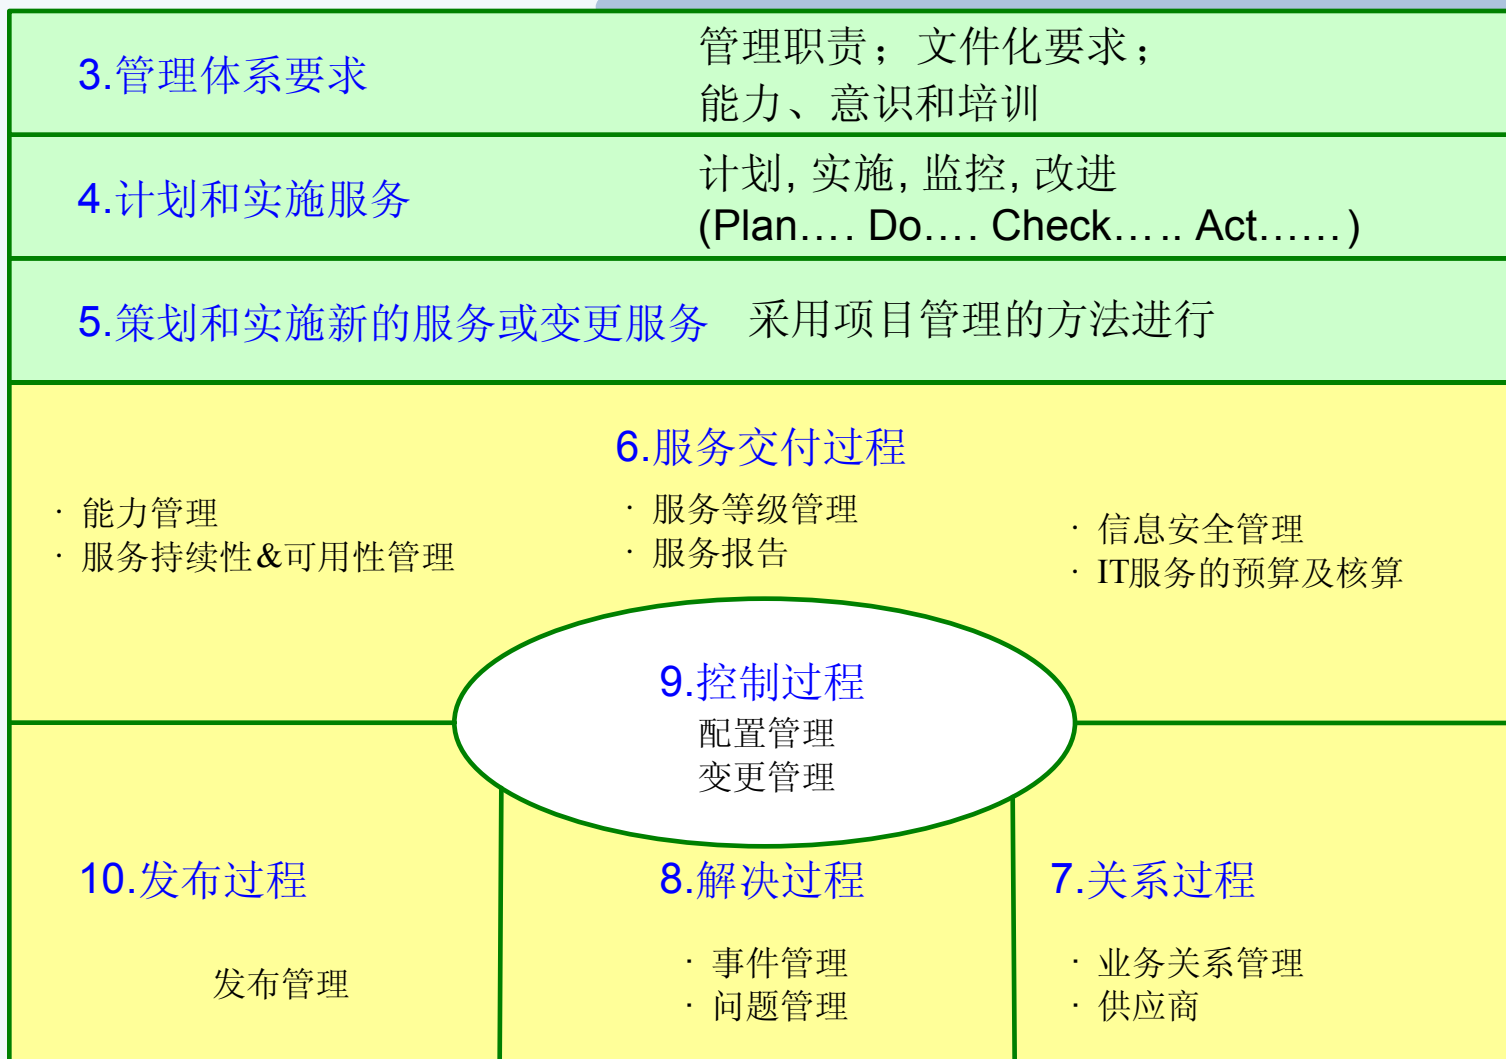 3.管理体系要求
管理职责；文件化要求；
能力、意识和培训
4.计划和实施服务
计划, 实施, 监控, 改进
(Plan…. Do…. Check….. Act……)
5.策划和实施新的服务或变更服务 采用项目管理的方法进行
6.服务交付过程
· 能力管理
· 服务持续性&可用性管理
· 服务等级管理
· 服务报告
· 信息安全管理
· IT服务的预算及核算
9.控制过程
配置管理
变更管理
10.发布过程
发布管理
8.解决过程
· 事件管理
· 问题管理
7.关系过程
· 业务关系管理
· 供应商